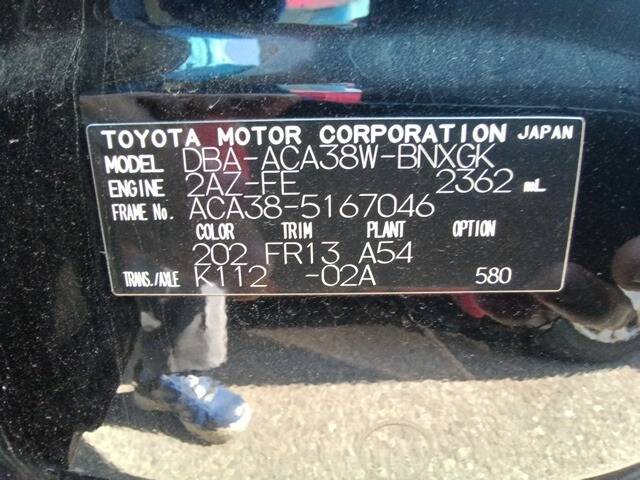 TOYOTA MOTOR CORPORATION JAPAN
MODEL DBA-ACA38W-BNXGK
ENGINE 2AZ-FE 2362 mL
FRAME No. ACA38-5167046
COLOR TRIM PLANT OPTION
202 FR13 A54
TRANS./AXLE K112 -02A 580